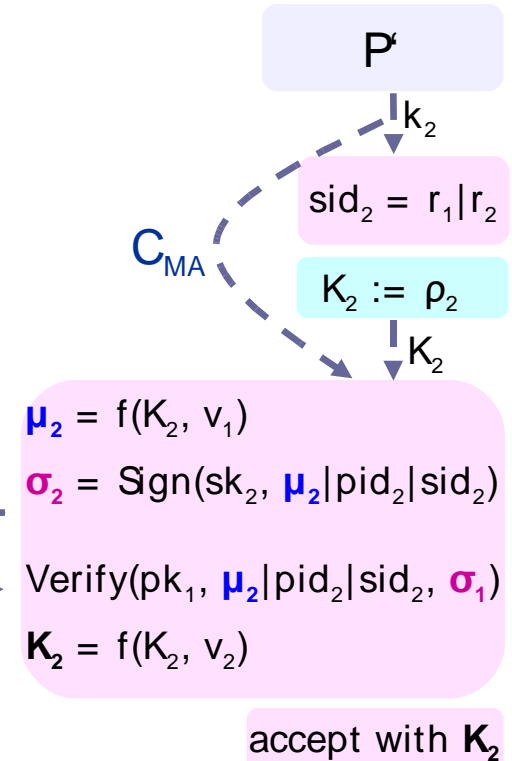 P‘
k₂
sid₂ = r₁|r₂
C_MA
K₂ := ρ₂
K₂
μ₂ = f(K₂, v₁)
σ₂ = Sign(sk₂, μ₂|pid₂|sid₂)
Verify(pk₁, μ₂|pid₂|sid₂, σ₁)
K₂ = f(K₂, v₂)
accept with K₂